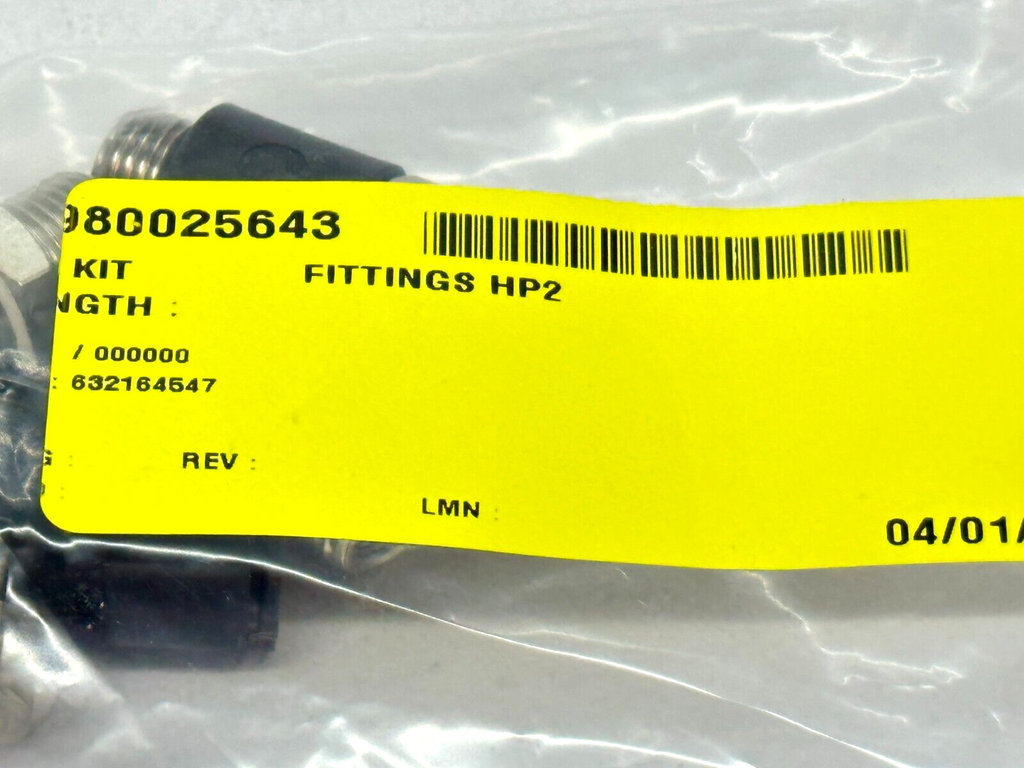 980025643
KIT FITTINGS HP2
NGTH :
/ 000000
: 632164547
G : REV :
:
LMN :
04/01/